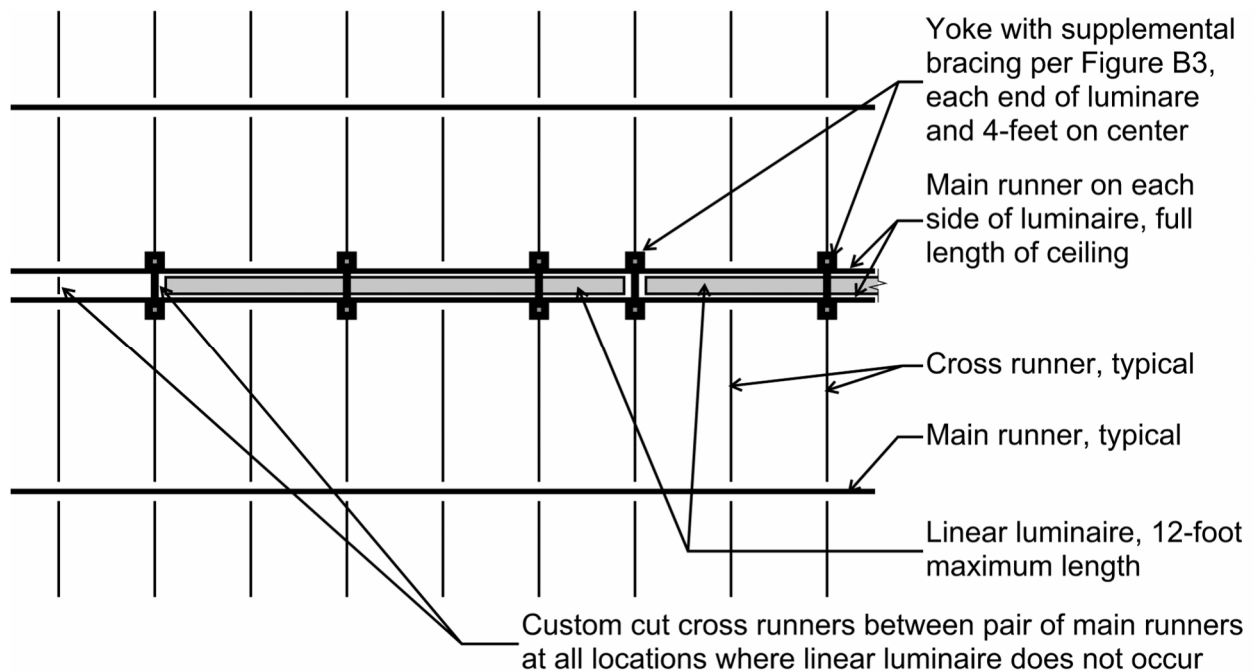 Yoke with supplemental
bracing per Figure B3,
each end of luminare
and 4-feet on center
Main runner on each
side of luminaire, full
length of ceiling
Cross runner, typical
Main runner, typical
Linear luminaire, 12-foot
maximum length
Custom cut cross runners between pair of main runners
at all locations where linear luminaire does not occur